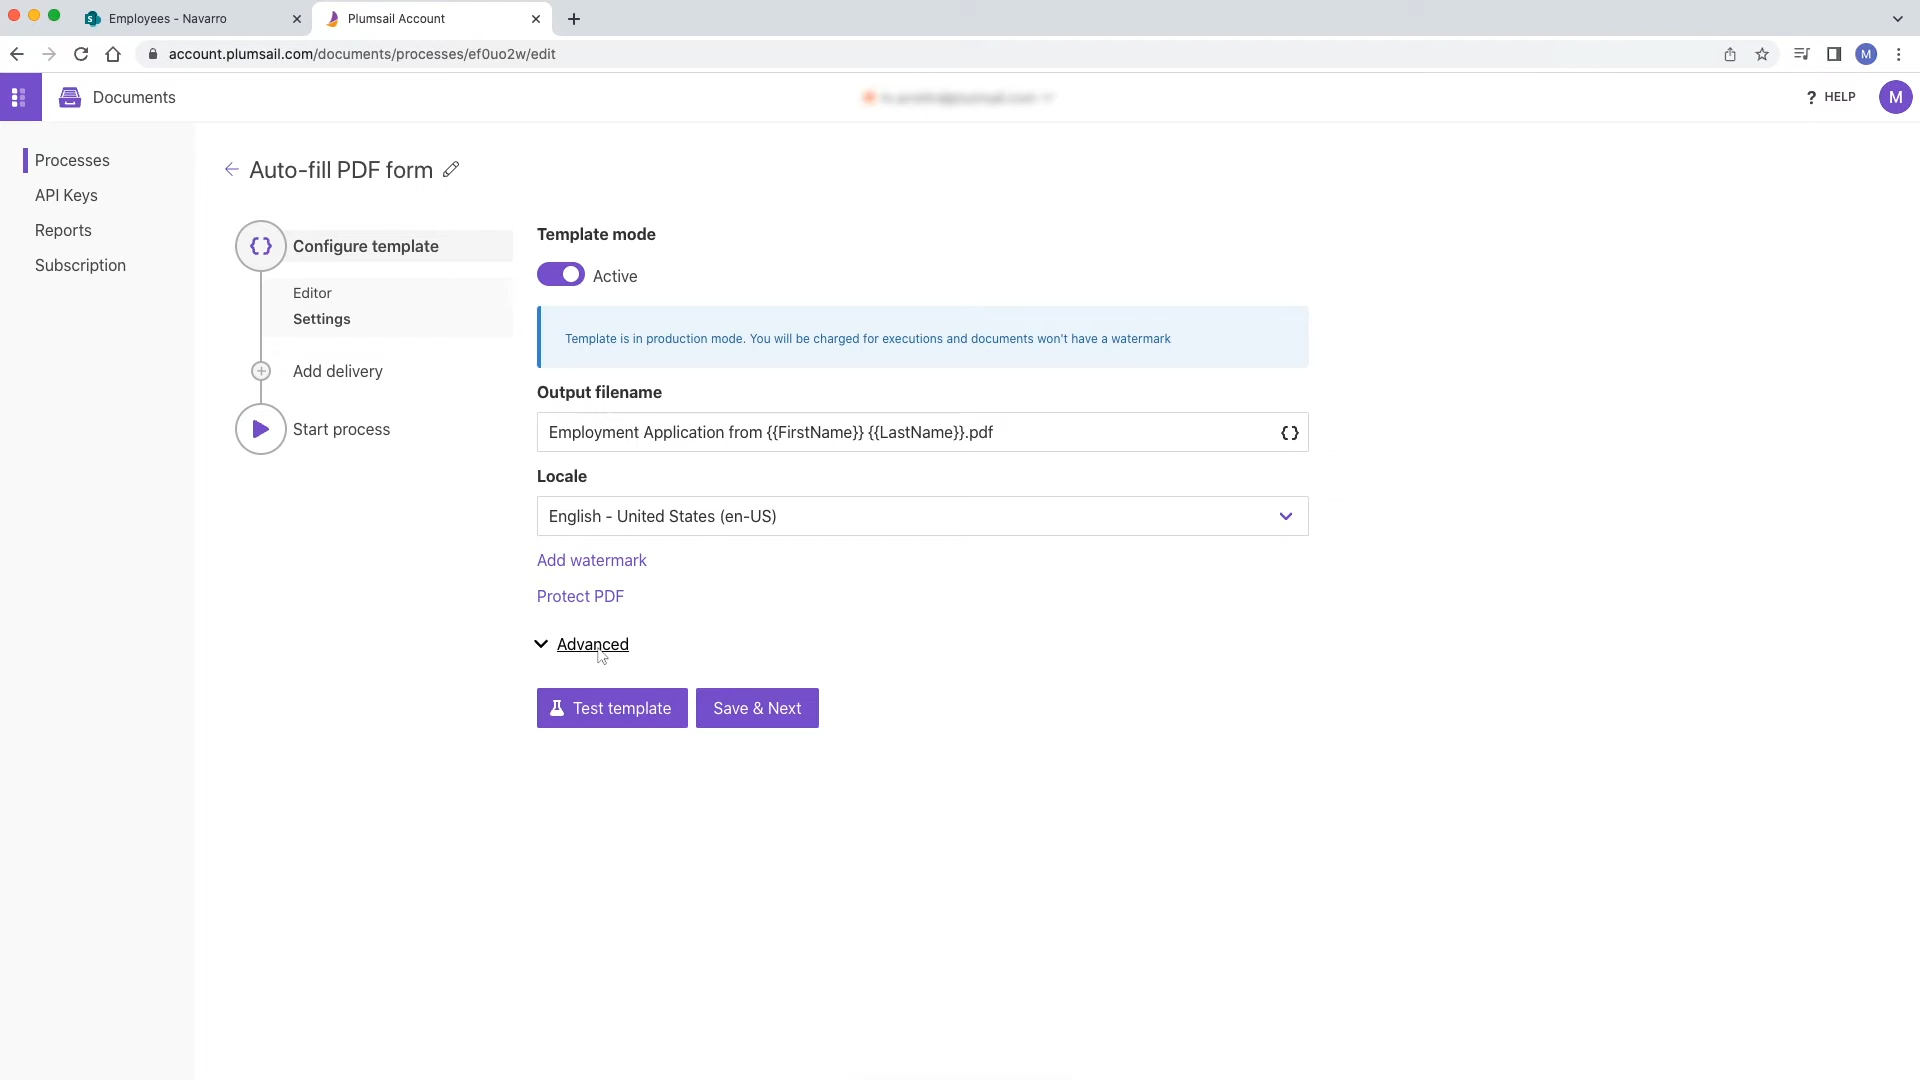 Employees - Navarro
Plumsail Account
account.plumsail.com/documents/processes/ef0uo2w/edit
M
Documents
? HELP
M
Processes
API Keys
Reports
Subscription
Auto-fill PDF form
Configure template
Editor
Settings
Add delivery
Start process
Template mode
Active
Template is in production mode. You will be charged for executions and documents won't have a watermark
Output filename
Employment Application from {{FirstName}} {{LastName}}.pdf
Locale
English - United States (en-US)
Add watermark
Protect PDF
Advanced
Test template
Save & Next